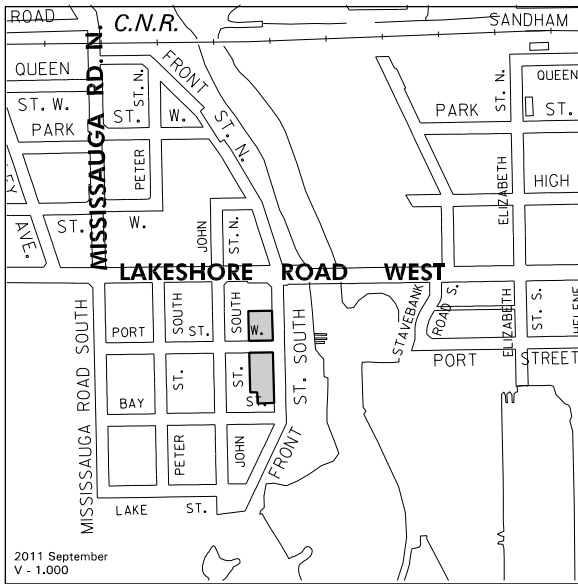 ROAD
C.N.R.
SANDHAM
MISSISSAUGA RD. N.
QUEEN
ST. N.
FRONT
ST. N.
ST. N.
QUEEN
ST. W.
ST.
W.
PARK
ST.
PARK
PETER
ELIZABETH
HIGH
AVE.
ST.
W.
JOHN
ST. N.
LAKESHORE ROAD WEST
MISSISSAUGA ROAD SOUTH
PORT
SOUTH
ST.
SOUTH
W.
ST. SOUTH
STAVEBANK
ROAD S.
ELIZABETH
ST. S.
HELENE
PORT
STREET
BAY
ST.
ST.
ST.
PETER
JOHN
FRONT
LAKE
ST.
2011 September
V - 1.000